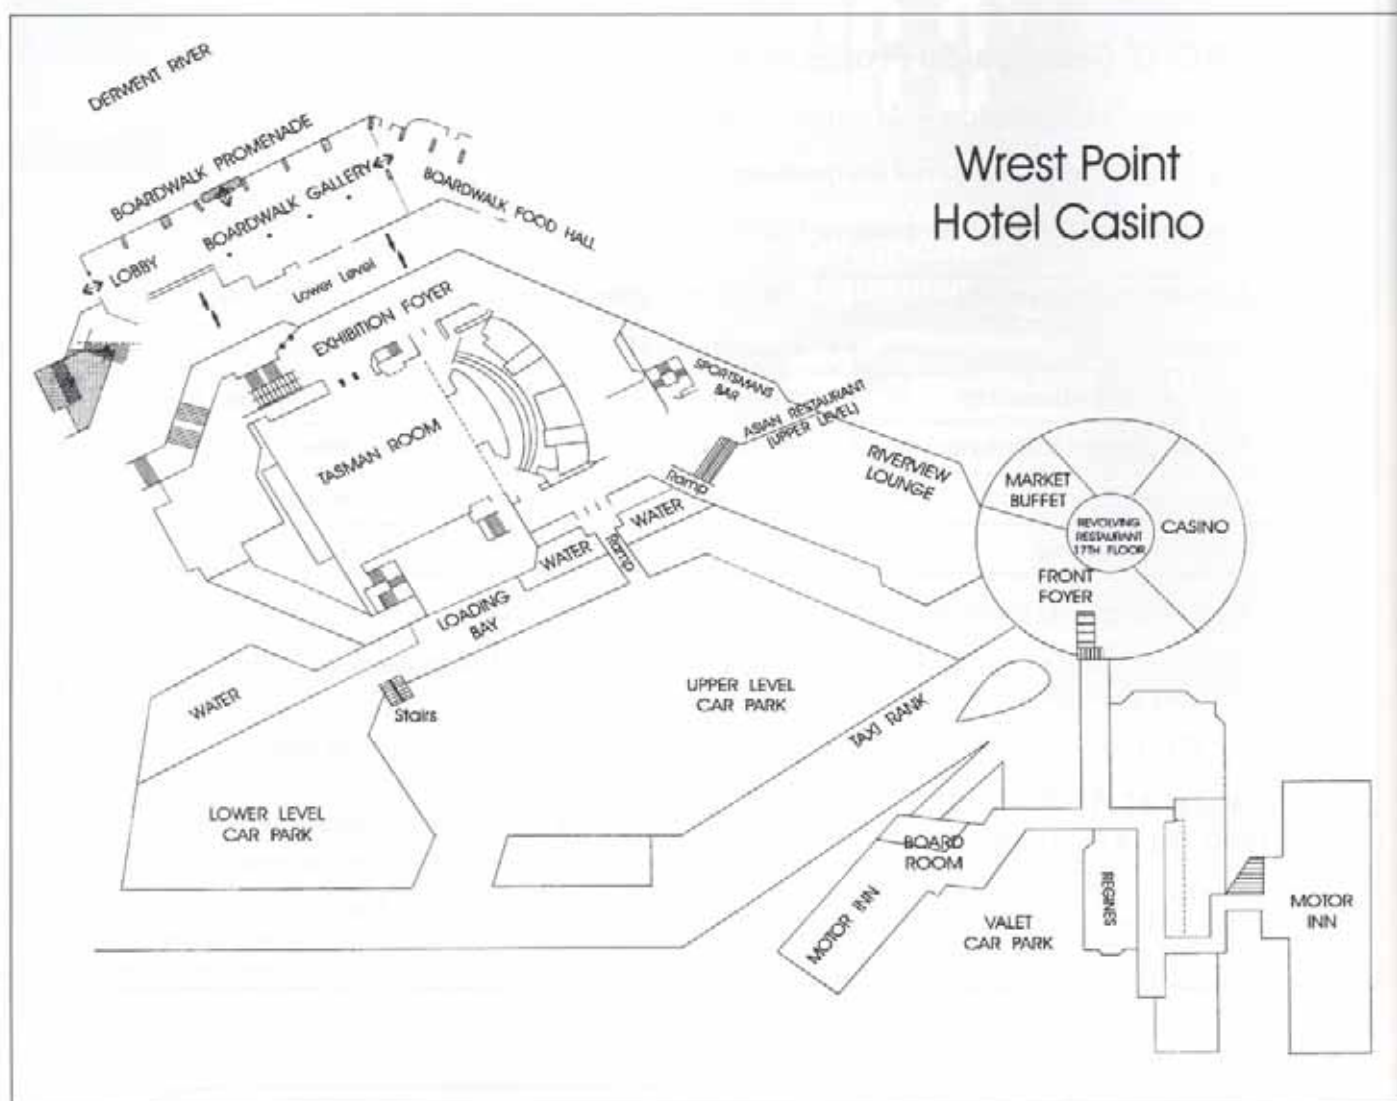 Wrest Point
Hotel Casino
DERWENT RIVER
BOARDWALK PROMENADE
BOARDWALK GALLERY
BOARDWALK FOOD HALL
LOBBY
Lower Level
EXHIBITION FOYER
TASMAN ROOM
SPORTSMANS
BAR
ASIAN RESTAURANT
(UPPER LEVEL)
RIVERVIEW
LOUNGE
MARKET
BUFFET
REVOLVING
RESTAURANT
17TH FLOOR
CASINO
FRONT
FOYER
Ramp
WATER
WATER
Ramp
LOADING
BAY
WATER
Stairs
UPPER LEVEL
CAR PARK
TAXI RANK
LOWER LEVEL
CAR PARK
BOARD
ROOM
MOTOR INN
VALET
CAR PARK
REGINES
MOTOR
INN